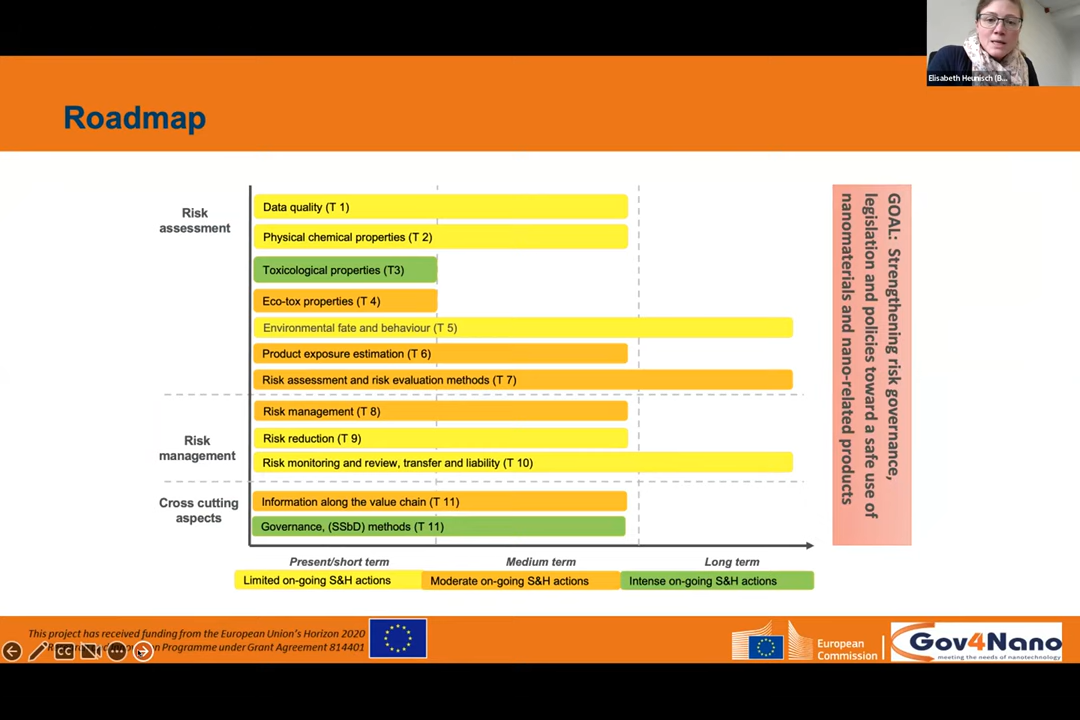 Elisabeth Heunisch (B...
Roadmap
Risk
assessment
Data quality (T 1)
Physical chemical properties (T 2)
Toxicological properties (T3)
Eco-tox properties (T 4)
Environmental fate and behaviour (T 5)
Product exposure estimation (T 6)
Risk assessment and risk evaluation methods (T 7)
Risk
management
Risk management (T 8)
Risk reduction (T 9)
Risk monitoring and review, transfer and liability (T 10)
Cross cutting
aspects
Information along the value chain (T 11)
Governance, (SSbD) methods (T 11)
Present/short term
Medium term
Long term
Limited on-going S&H actions
Moderate on-going S&H actions
Intense on-going S&H actions
GOAL: Strengthening risk governance,
legislation and policies toward a safe use of
nanomaterials and nano-related products
This project has received funding from the European Union's Horizon 2020
Programme under Grant Agreement 814401
CC
European
Commission
Gov4Nano
meeting the needs of nanotechnology